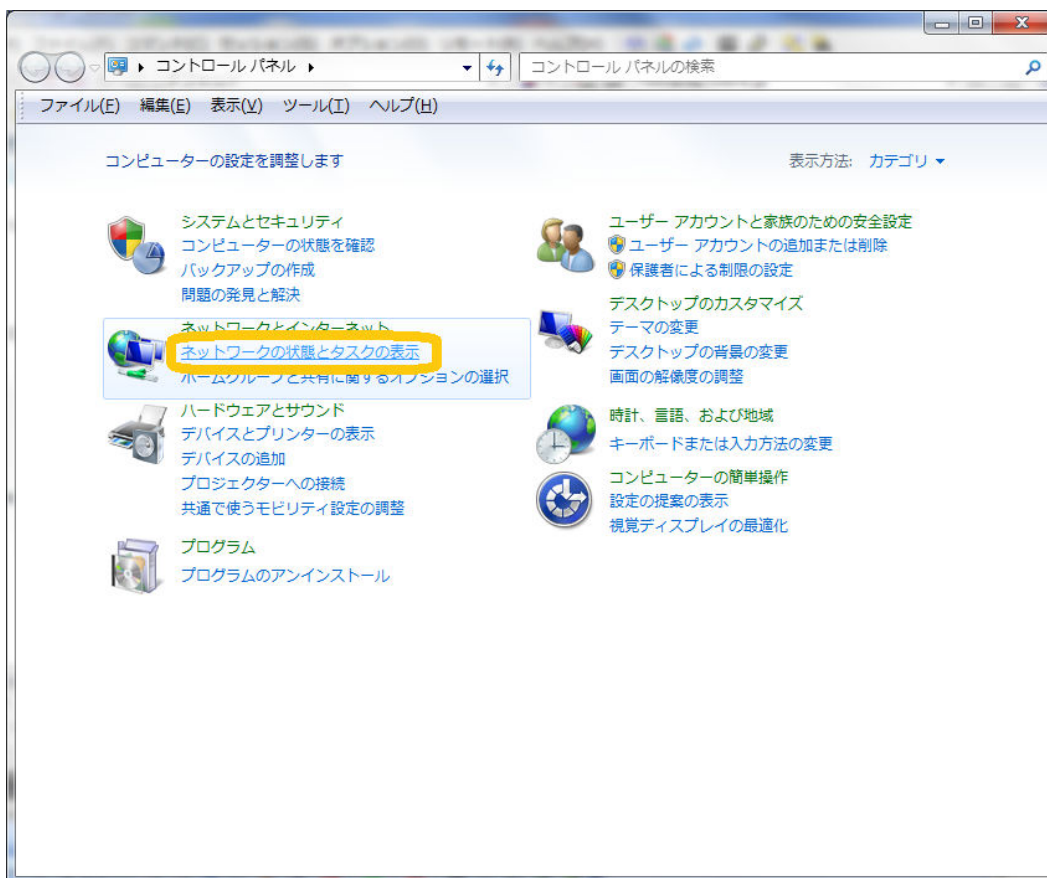 コントロール パネル
コントロール パネルの検索
ファイル(F) 編集(E) 表示(V) ツール(T) ヘルプ(H)
コンピューターの設定を調整します
表示方法: カテゴリ
システムとセキュリティ
コンピューターの状態を確認
バックアップの作成
問題の発見と解決
ネットワークとインターネット
ネットワークの状態とタスクの表示
ホームグループと共有に関するオプションの選択
ハードウェアとサウンド
デバイスとプリンターの表示
デバイスの追加
プロジェクターへの接続
共通で使うモビリティ設定の調整
プログラム
プログラムのアンインストール
ユーザー アカウントと家族のための安全設定
ユーザー アカウントの追加または削除
保護者による制限の設定
デスクトップのカスタマイズ
テーマの変更
デスクトップの背景の変更
画面の解像度の調整
時計、言語、および地域
キーボードまたは入力方法の変更
コンピューターの簡単操作
設定の提案の表示
視覚ディスプレイの最適化